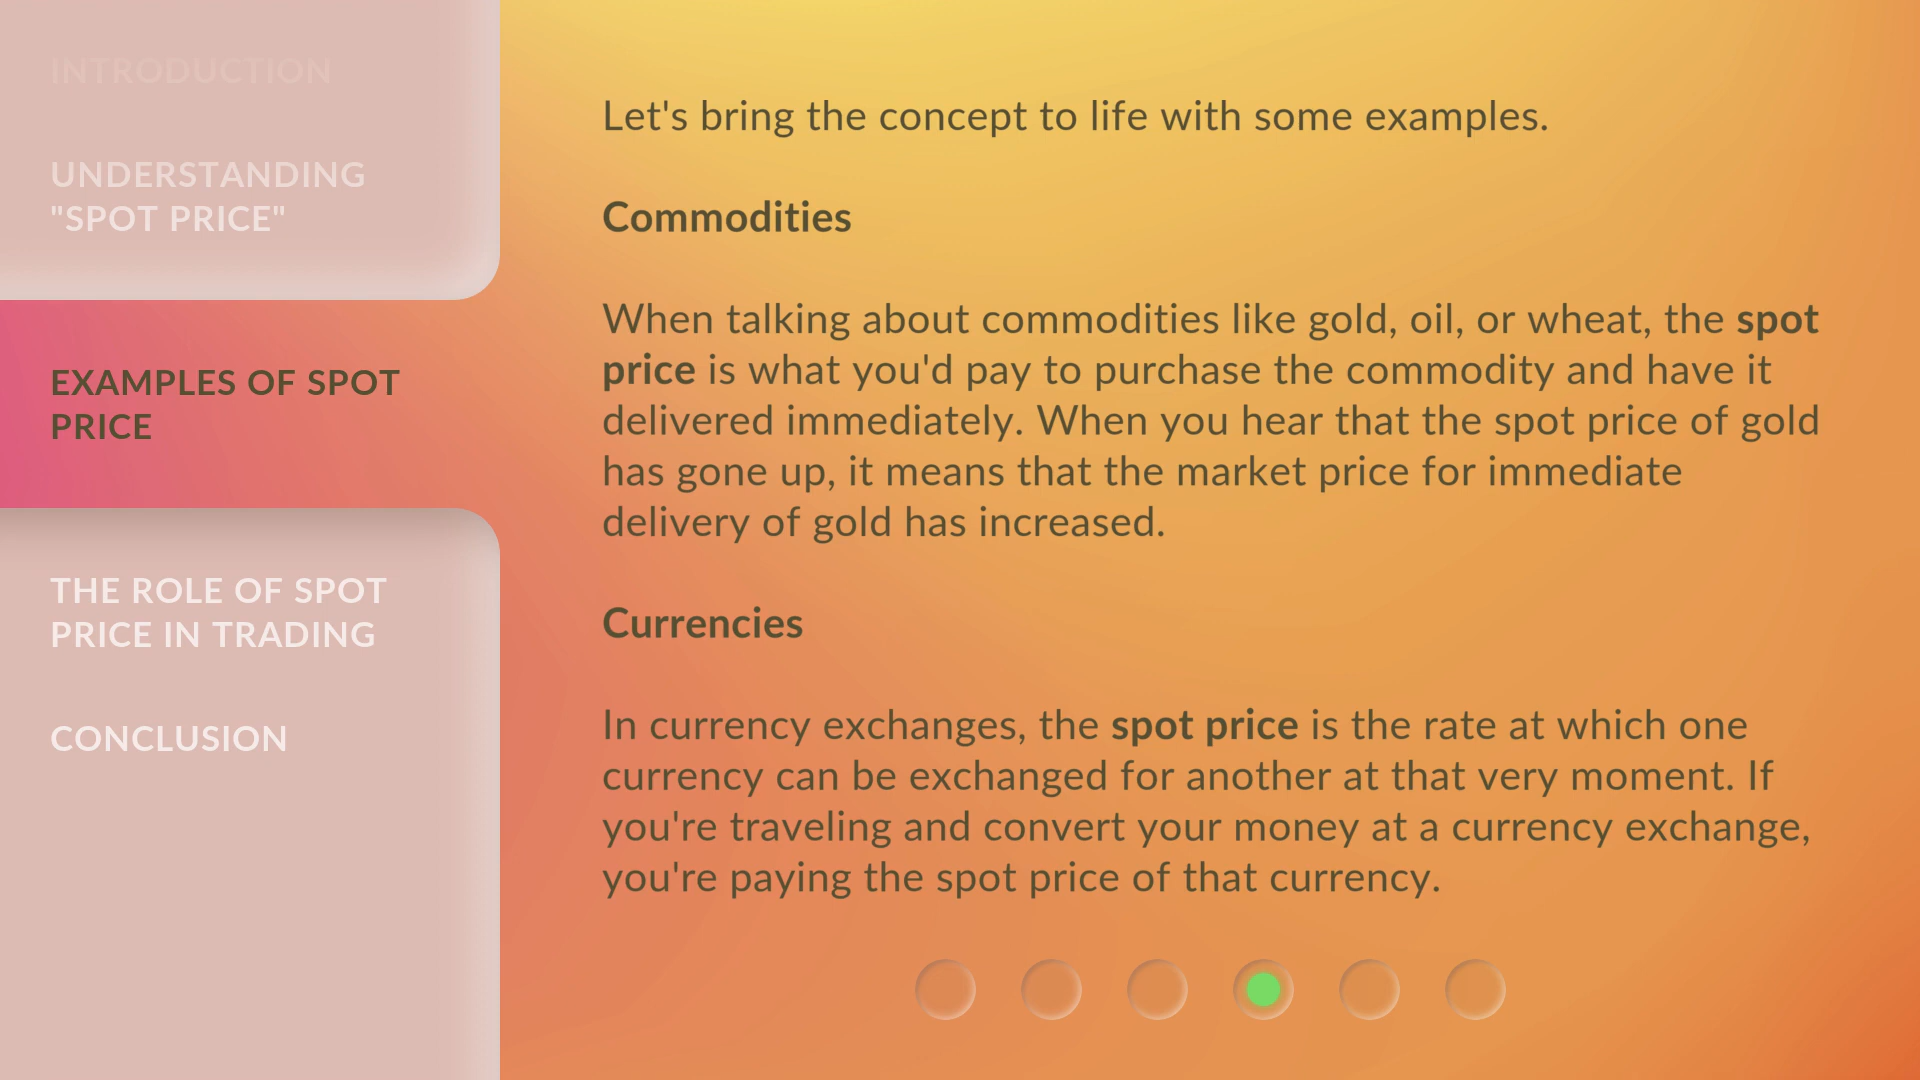 INTRODUCTION
UNDERSTANDING
"SPOT PRICE"
EXAMPLES OF SPOT
PRICE
THE ROLE OF SPOT
PRICE IN TRADING
CONCLUSION
Let's bring the concept to life with some examples.
Commodities
When talking about commodities like gold, oil, or wheat, the spot
price is what you'd pay to purchase the commodity and have it
delivered immediately. When you hear that the spot price of gold
has gone up, it means that the market price for immediate
delivery of gold has increased.
Currencies
In currency exchanges, the spot price is the rate at which one
currency can be exchanged for another at that very moment. If
you're traveling and convert your money at a currency exchange,
you're paying the spot price of that currency.